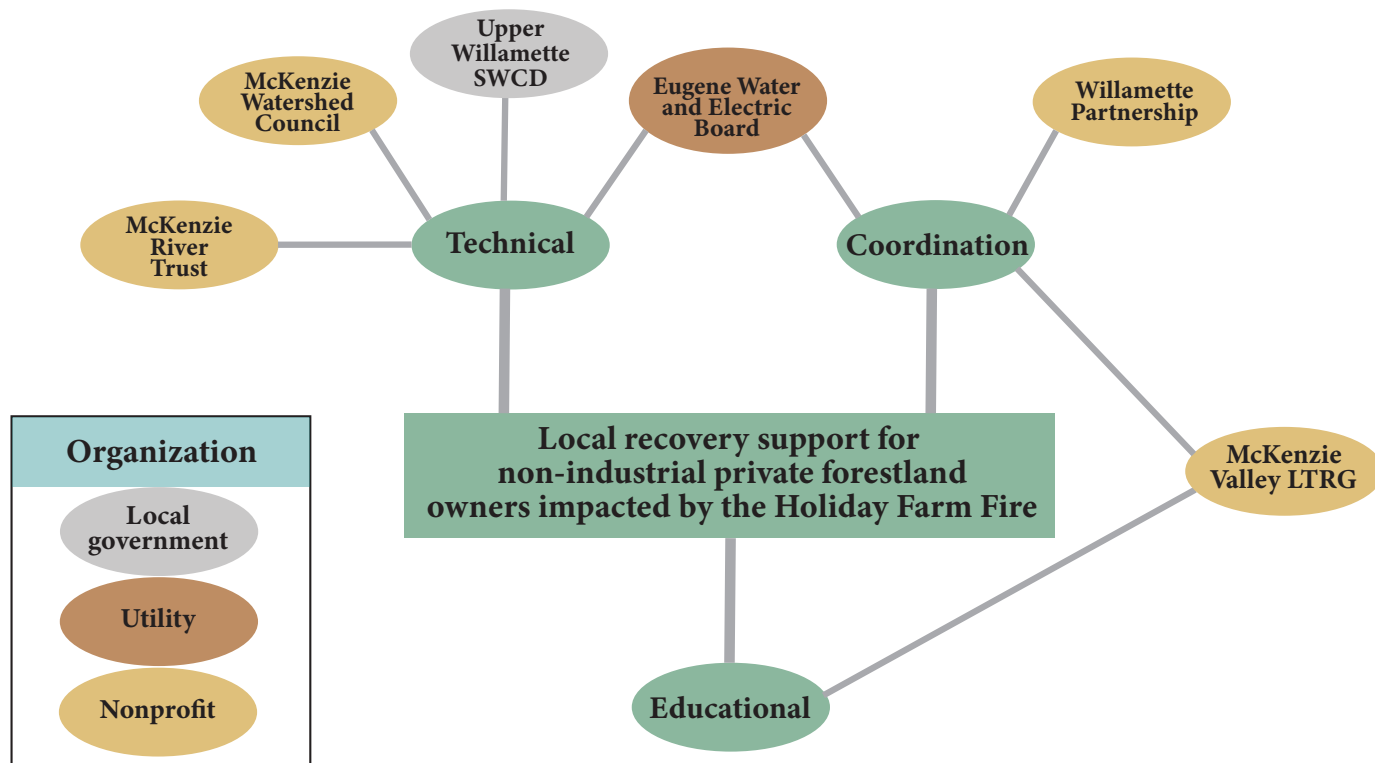 Upper
Willamette
SWCD
McKenzie
Watershed
Council
Eugene Water
and Electric
Board
Willamette
Partnership
McKenzie
River
Trust
Technical
Coordination
Local recovery support for
non-industrial private forestland
owners impacted by the Holiday Farm Fire
McKenzie
Valley LTRG
Educational
Organization
Local
government
Utility
Nonprofit